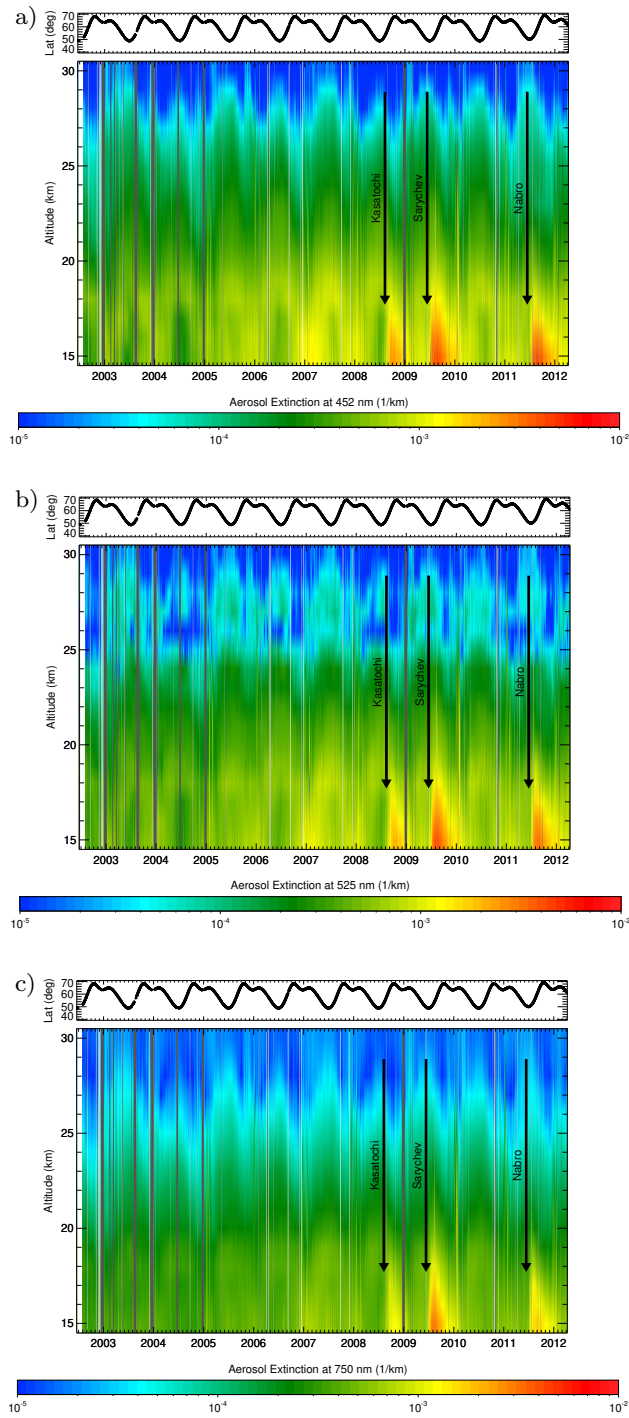 a)
Lat (deg)
70
60
50
40
Altitude (km)
30
25
20
15
Kasatochi
Sarychev
Nabro
2003 2004 2005 2006 2007 2008 2009 2010 2011 2012
Aerosol Extinction at 452 nm (1/km)
10-5 10-4 10-3 10-2
b)
Lat (deg)
70
60
50
40
Altitude (km)
30
25
20
15
Kasatochi
Sarychev
Nabro
2003 2004 2005 2006 2007 2008 2009 2010 2011 2012
Aerosol Extinction at 525 nm (1/km)
10-5 10-4 10-3 10-2
c)
Lat (deg)
70
60
50
40
Altitude (km)
30
25
20
15
Kasatochi
Sarychev
Nabro
2003 2004 2005 2006 2007 2008 2009 2010 2011 2012
Aerosol Extinction at 750 nm (1/km)
10-5 10-4 10-3 10-2